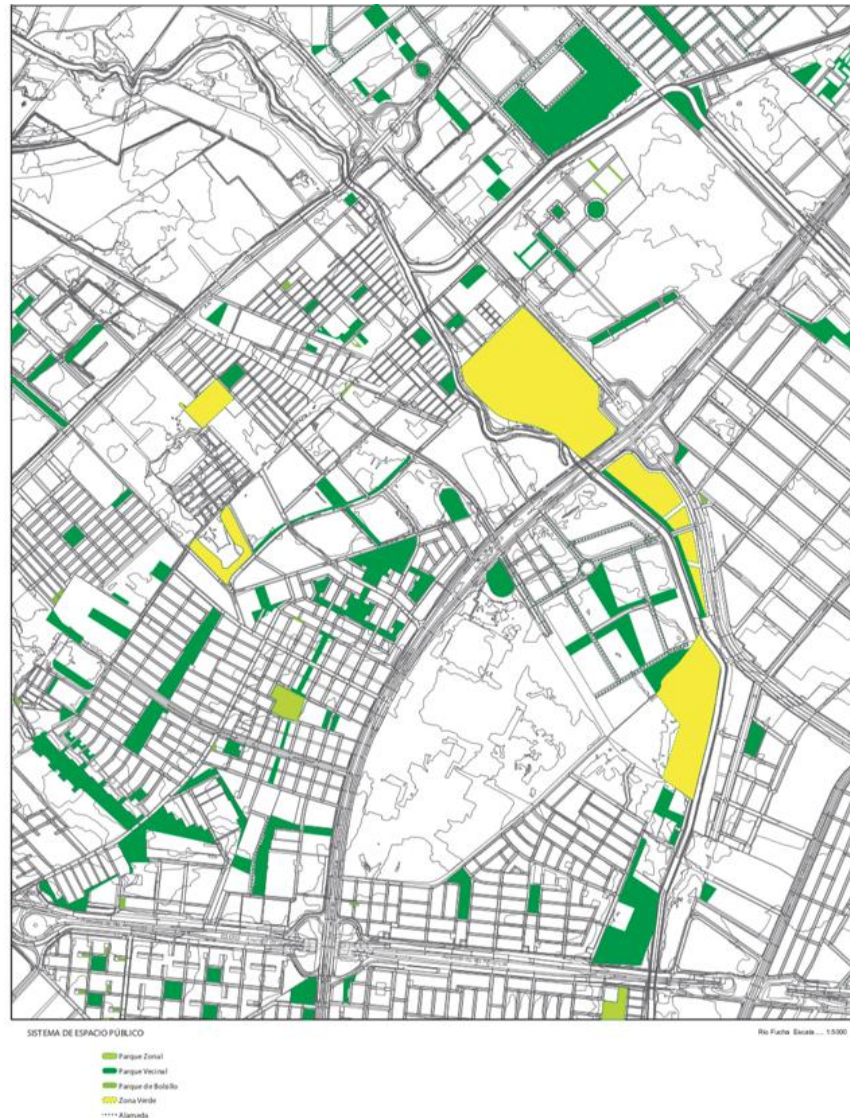 SISTEMA DE ESPACIO PÚBLICO
Río Fucha Escala.... 1:5000
Parque Zonal
Parque Vecinal
Parque de Bolsillo
Zona Verde
Alameda